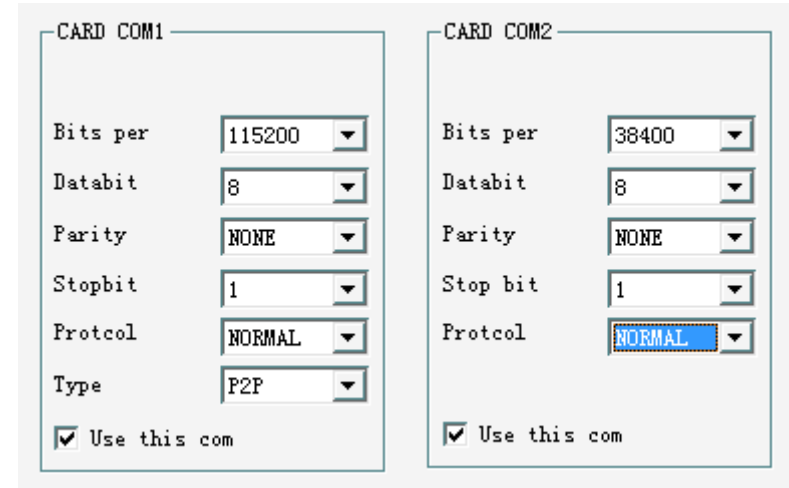 CARD COM1
Bits per 115200
Databit 8
Parity NONE
Stopbit 1
Protcol NORMAL
Type P2P
Use this com
CARD COM2
Bits per 38400
Databit 8
Parity NONE
Stop bit 1
Protcol NORMAL
Use this com